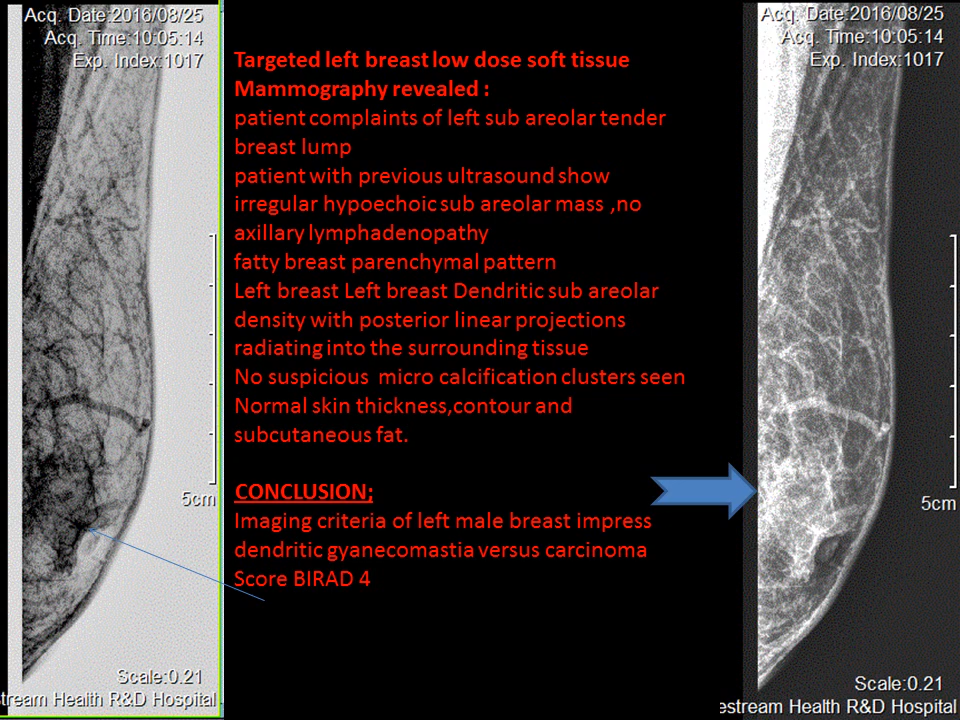 Acq. Date:2016/08/25
Acq. Time:10:05:14
Exp. Index:1017
5cm
Scale:0.21
stream Health R&D Hospital
Targeted left breast low dose soft tissue
Mammography revealed :
patient complaints of left sub areolar tender
breast lump
patient with previous ultrasound show
irregular hypoechoic sub areolar mass ,no
axillary lymphadenopathy
fatty breast parenchymal pattern
Left breast Left breast Dendritic sub areolar
density with posterior linear projections
radiating into the surrounding tissue
No suspicious  micro calcification clusters seen
Normal skin thickness,contour and
subcutaneous fat.
CONCLUSION;
Imaging criteria of left male breast impress
dendritic gyanecomastia versus carcinoma
Score BIRAD 4
Acq. Date:2016/08/25
Acq. Time:10:05:14
Exp. Index:1017
5cm
Scale:0.21
estream Health R&D Hospital